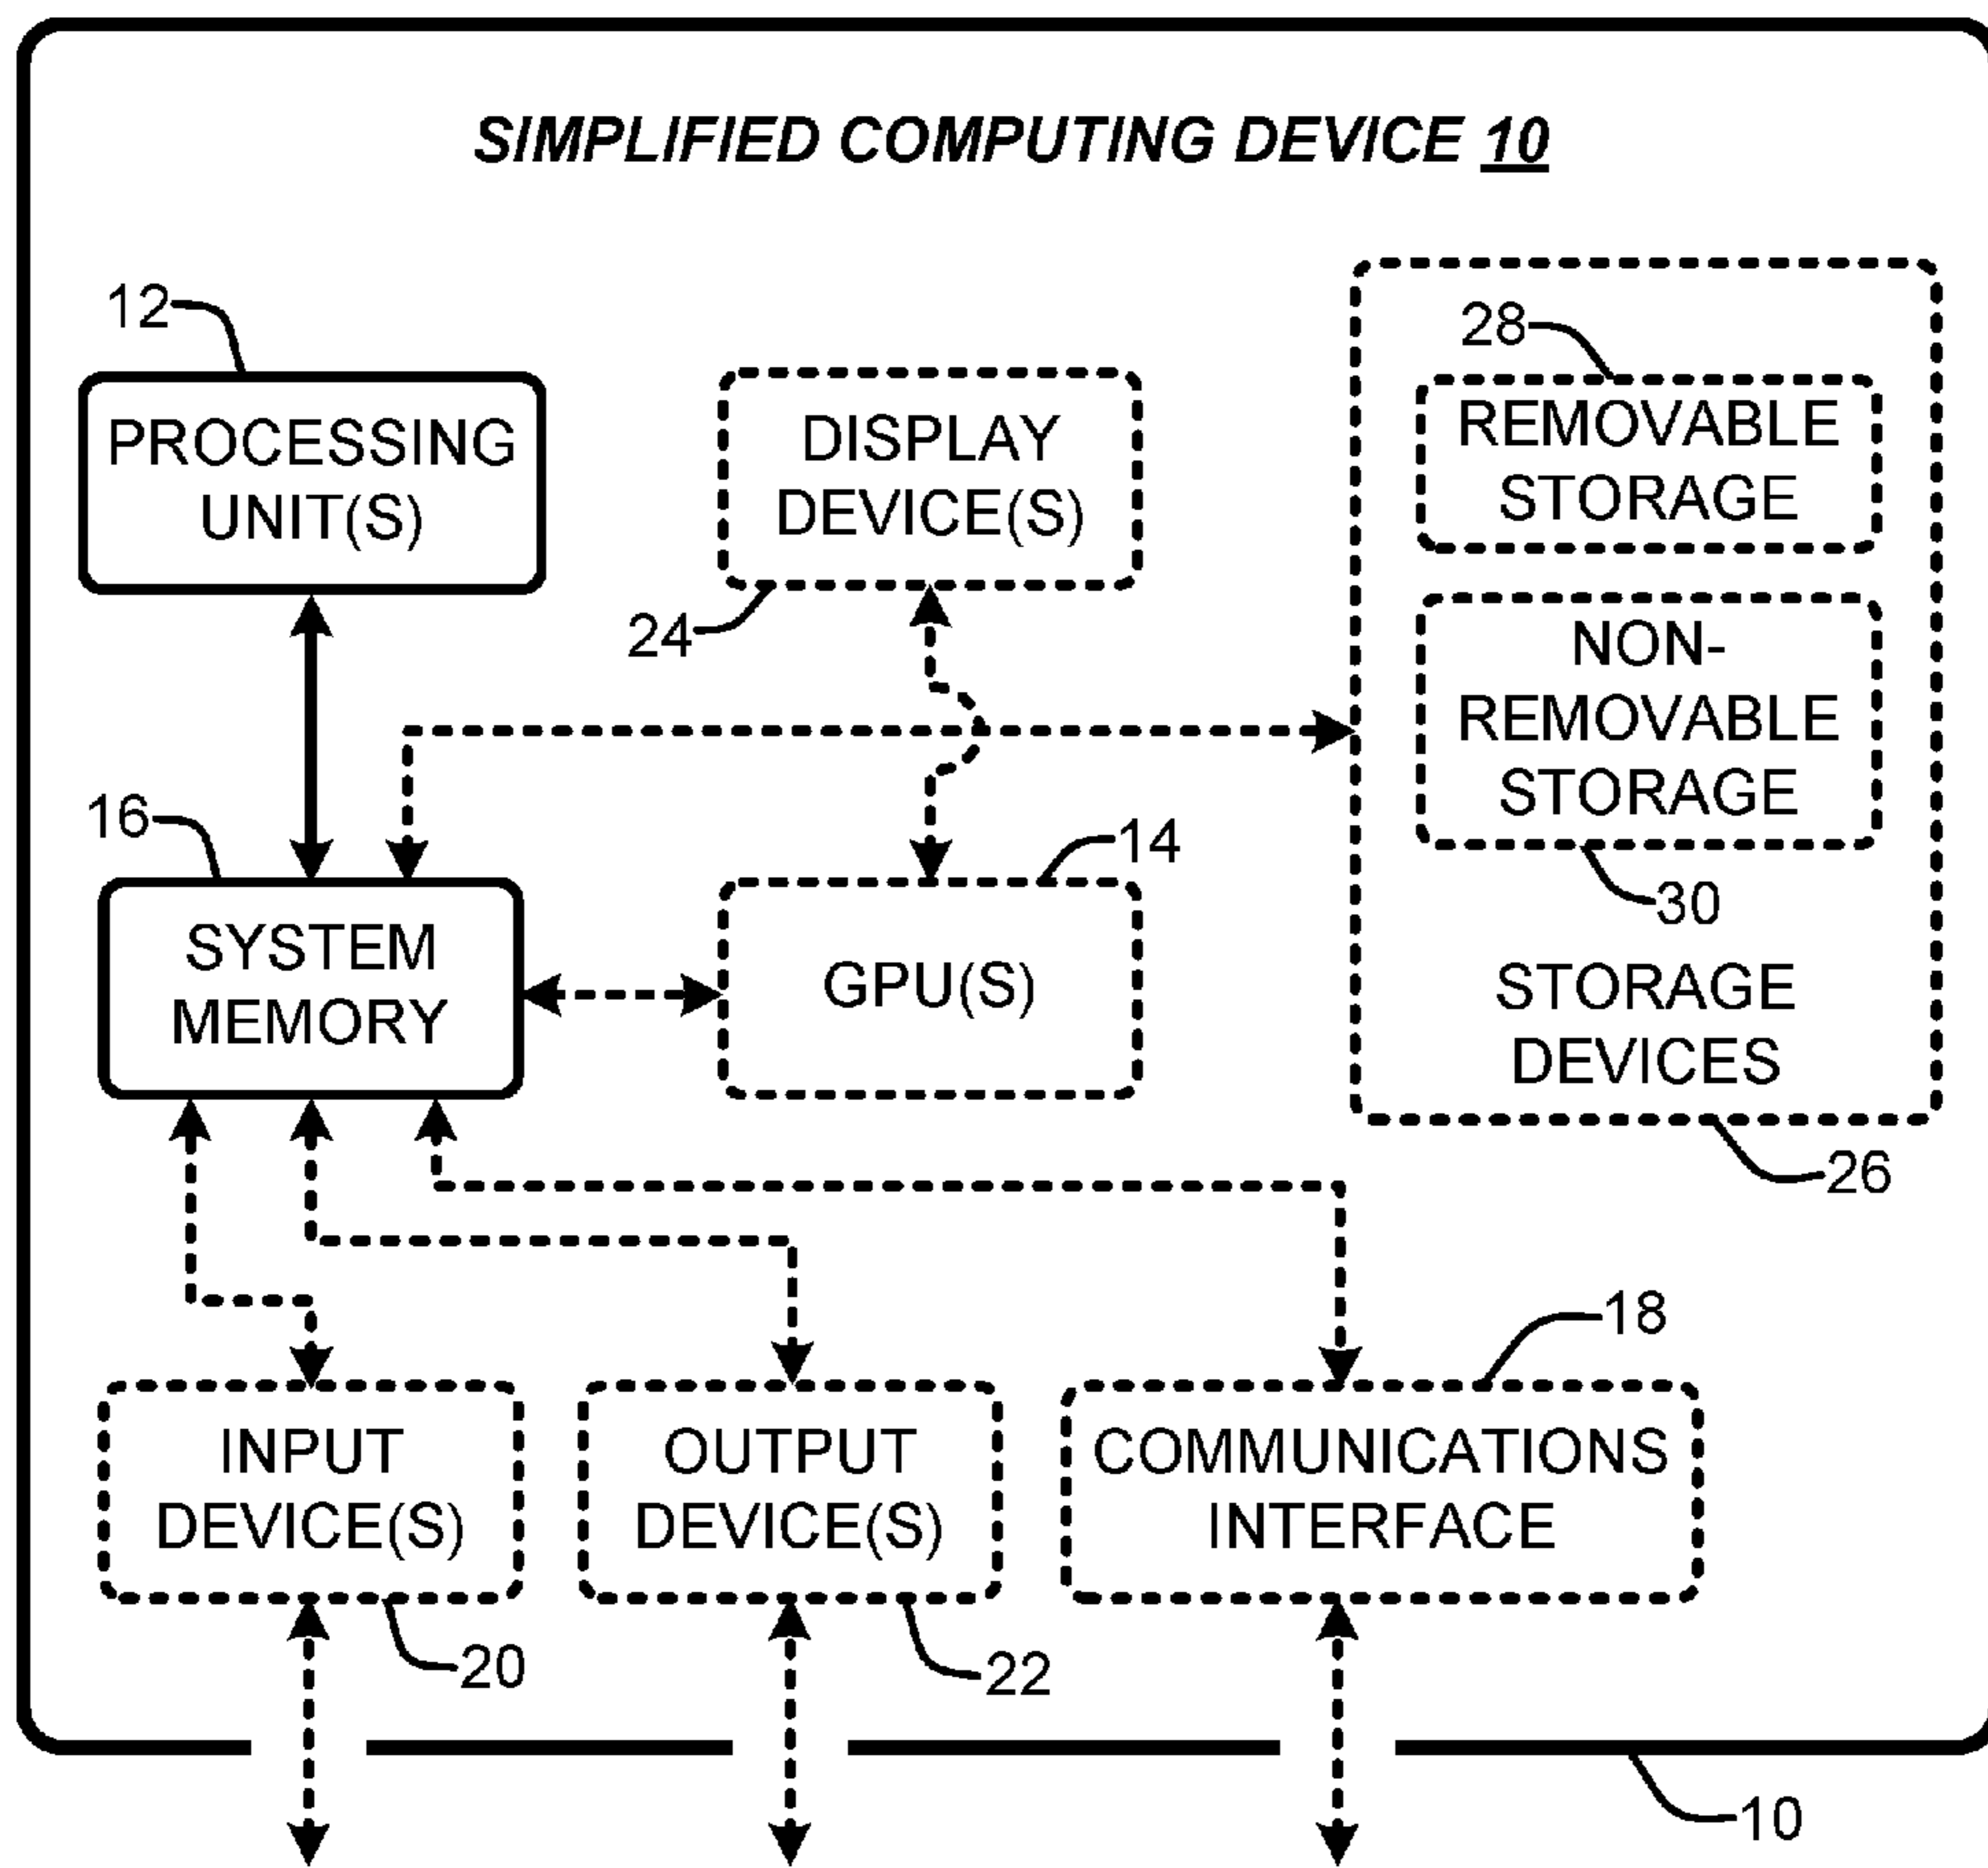 SIMPLIFIED COMPUTING DEVICE 10
12
PROCESSING
UNIT(S)
DISPLAY
DEVICE(S)
24
28
REMOVABLE
STORAGE
NON-
REMOVABLE
STORAGE
30
STORAGE
DEVICES
26
16
SYSTEM
MEMORY
14
GPU(S)
INPUT
DEVICE(S)
20
OUTPUT
DEVICE(S)
22
18
COMMUNICATIONS
INTERFACE
10